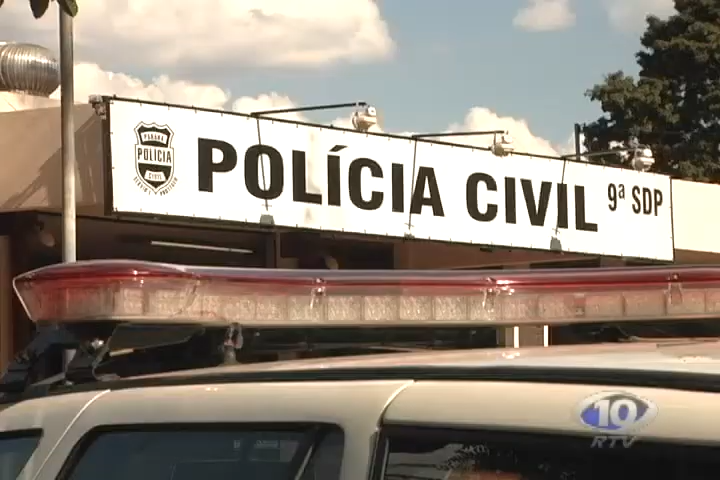 PARANÁ
POLÍCIA
CIVIL
POLÍCIA CIVIL 9ª SDP
10
RTV